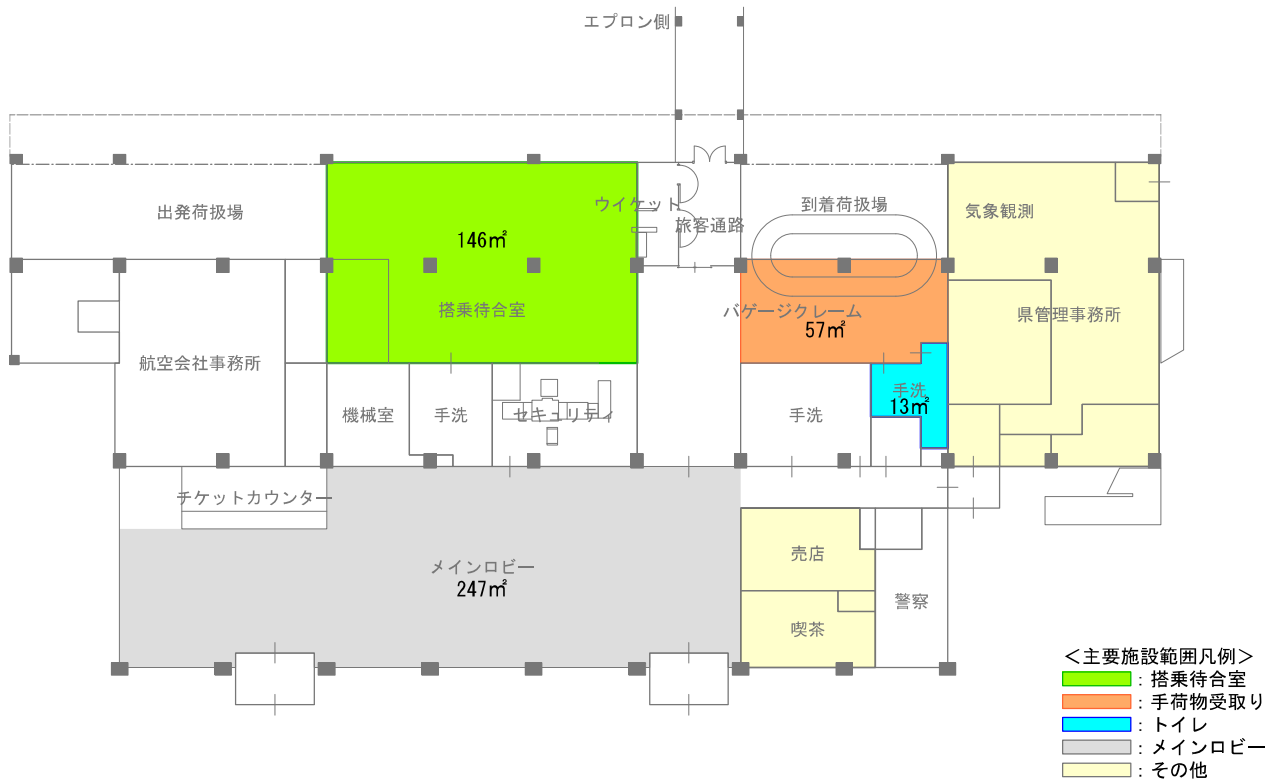 エプロン側
出発荷扱場
ウイケット
旅客通路
到着荷扱場
気象観測
146㎡
搭乗待合室
バゲージクレーム
57㎡
県管理事務所
航空会社事務所
機械室
手洗
セキュリティ
手洗
手洗
13㎡
チケットカウンター
メインロビー
247㎡
売店
喫茶
警察
＜主要施設範囲凡例＞
：搭乗待合室
：手荷物受取り
：トイレ
：メインロビー
：その他